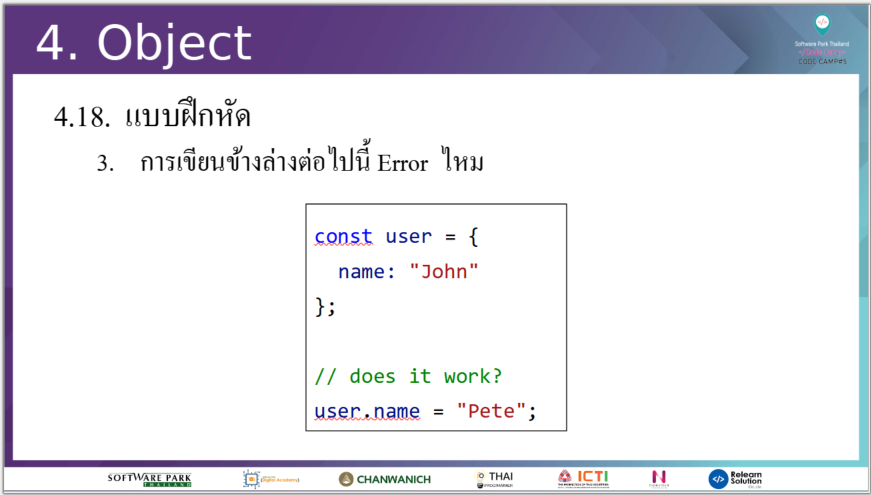 4. Object
Software Park Thailand
CODE CAMP#5
4.18. แบบฝึกหัด
3. การเขียนข้างล่างต่อไปนี้ Error ไหม
const user = {
name: "John"
};
// does it work?
user.name = "Pete";
SOFTWARE PARK
THAILAND
Digital Academy
CHANWANICH
THAI
PROGRAMMER
ICTI
N
Relearn
Solution